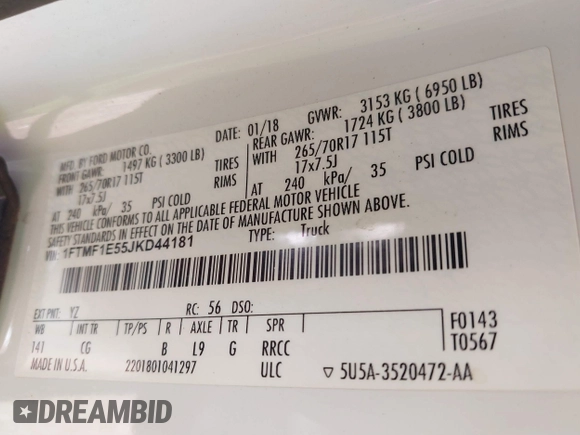 MFD. BY FORD MOTOR CO.
DATE: 01/18
GVWR: 3153 KG ( 6950 LB)
FRONT GAWR: 1497 KG ( 3300 LB)
REAR GAWR: 1724 KG ( 3800 LB)
WITH 265/70R17 115T TIRES
WITH 265/70R17 115T TIRES
17x7.5J RIMS
17x7.5J RIMS
AT 240 kPa/ 35 PSI COLD
AT 240 kPa/ 35 PSI COLD
THIS VEHICLE CONFORMS TO ALL APPLICABLE FEDERAL MOTOR VEHICLE
SAFETY STANDARDS IN EFFECT ON THE DATE OF MANUFACTURE SHOWN ABOVE.
VIN: 1FTMF1E55JKD44181
TYPE: Truck
EXT PNT: YZ RC: 56 DSO:
WB INT TR TP/PS R AXLE TR SPR
141 CG B L9 G RRCC
F0143
T0567
MADE IN U.S.A. 2201801041297 ULC ▽ 5U5A-3520472-AA
DREAMBID